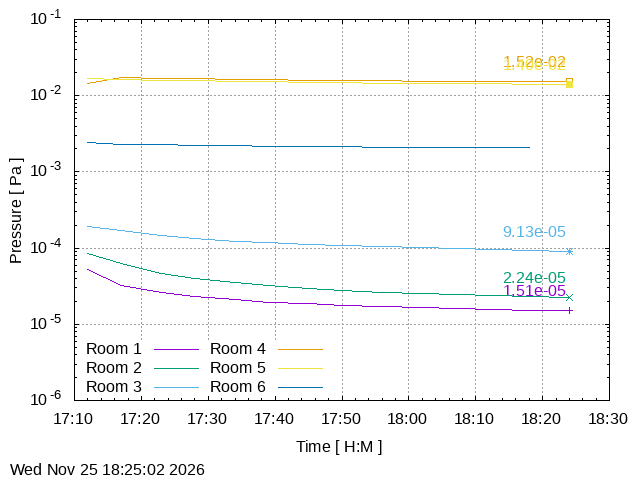 10^-1
10^-2
10^-3
10^-4
10^-5
10^-6
Pressure [ Pa ]
1.52e-02
9.13e-05
2.24e-05
1.51e-05
Room 1 Room 4
Room 2 Room 5
Room 3 Room 6
17:10 17:20 17:30 17:40 17:50 18:00 18:10 18:20 18:30
Time [ H:M ]
Wed Nov 25 18:25:02 2026